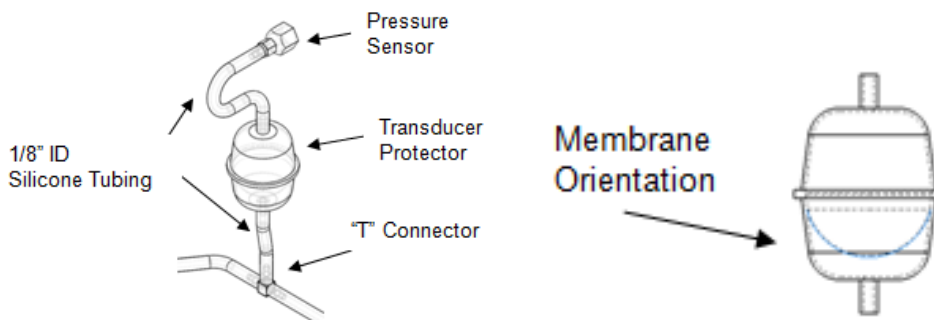 Pressure
Sensor
Transducer
Protector
1/8” ID
Silicone Tubing
“T” Connector
Membrane
Orientation